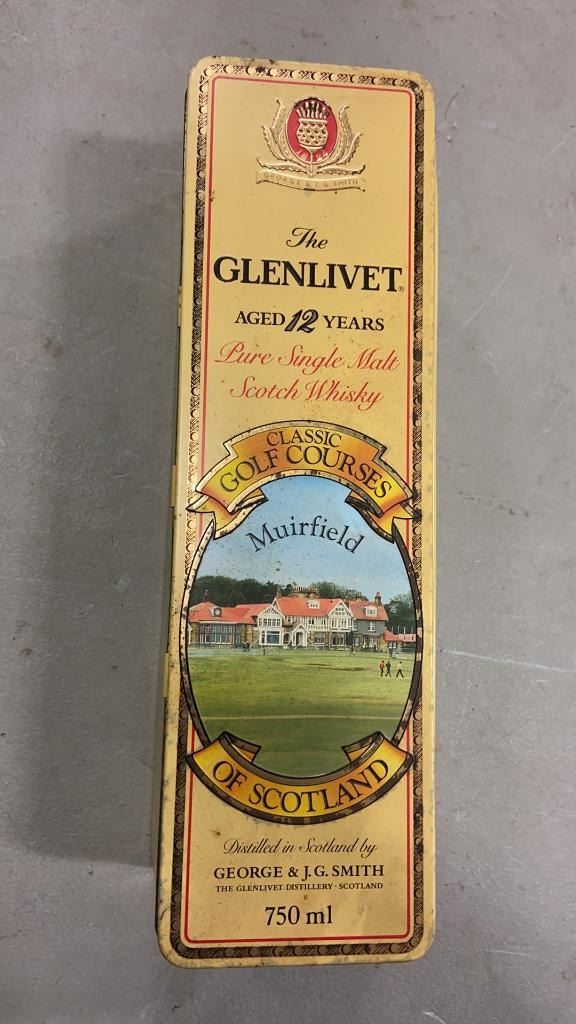 1824
GEORGE & J. G. SMITH
The
GLENLIVET®
AGED 12 YEARS
Pure Single Malt
Scotch Whisky
CLASSIC
GOLF COURSES
Muirfield
OF SCOTLAND
Distilled in Scotland by
GEORGE & J. G. SMITH
THE GLENLIVET DISTILLERY · SCOTLAND
750 ml